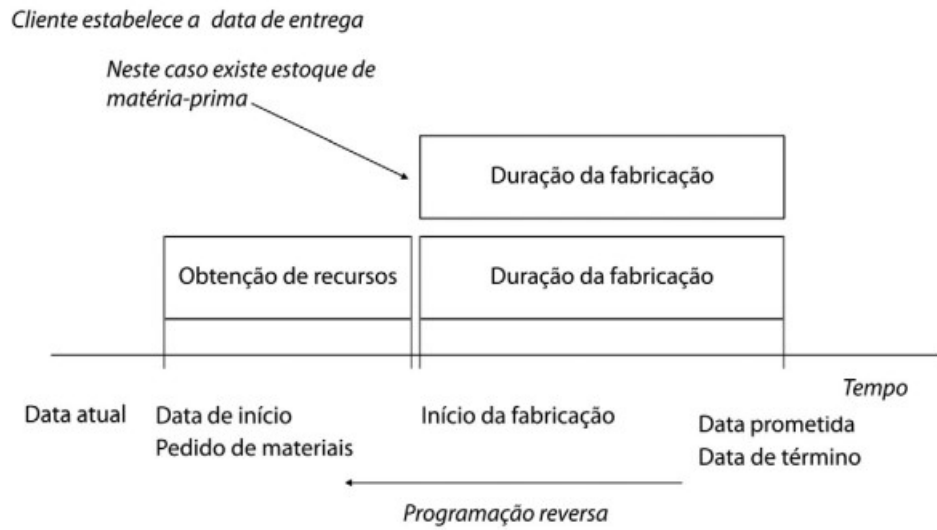 Cliente estabelece a data de entrega
Neste caso existe estoque de
matéria-prima
Duração da fabricação
Obtenção de recursos
Duração da fabricação
Tempo
Data atual
Data de início
Pedido de materiais
Início da fabricação
Data prometida
Data de término
Programação reversa